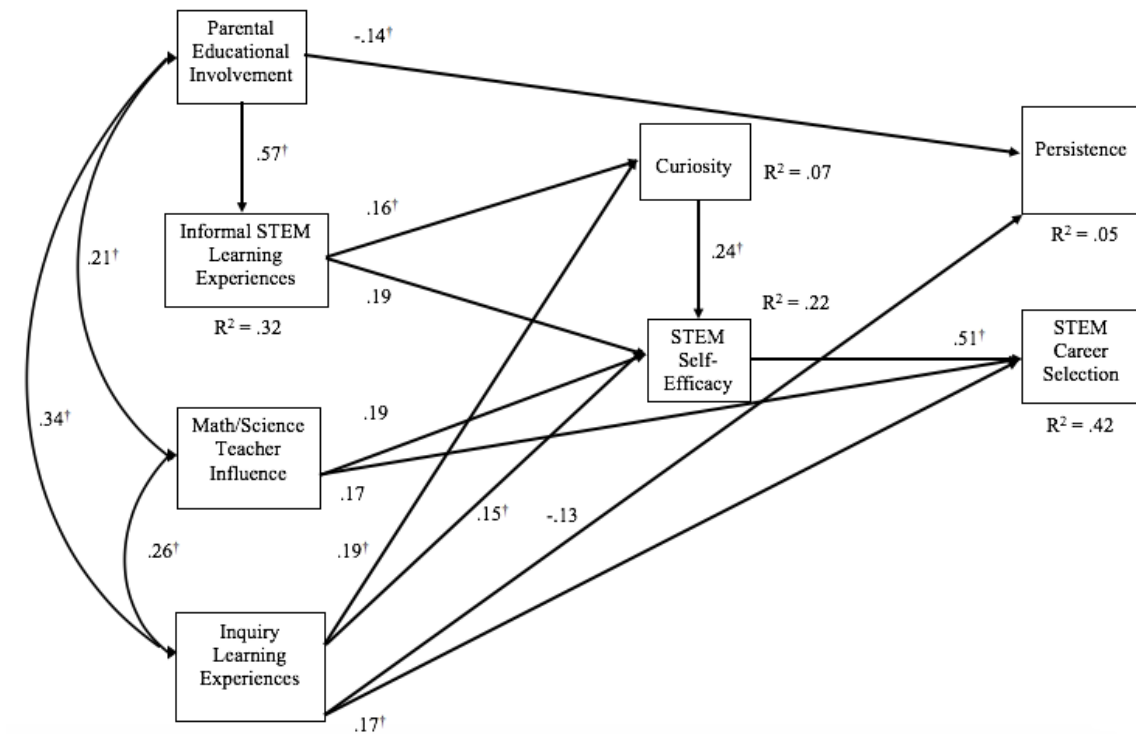 Parental
Educational
Involvement
-.14†
Persistence
R² = .05
.57†
Curiosity
R² = .07
.16†
Informal STEM
Learning
Experiences
R² = .32
.21†
.19
.24†
R² = .22
STEM
Self-
Efficacy
.51†
STEM
Career
Selection
R² = .42
.34†
Math/Science
Teacher
Influence
.19
.17
.15†
-.13
.26†
.19†
Inquiry
Learning
Experiences
.17†